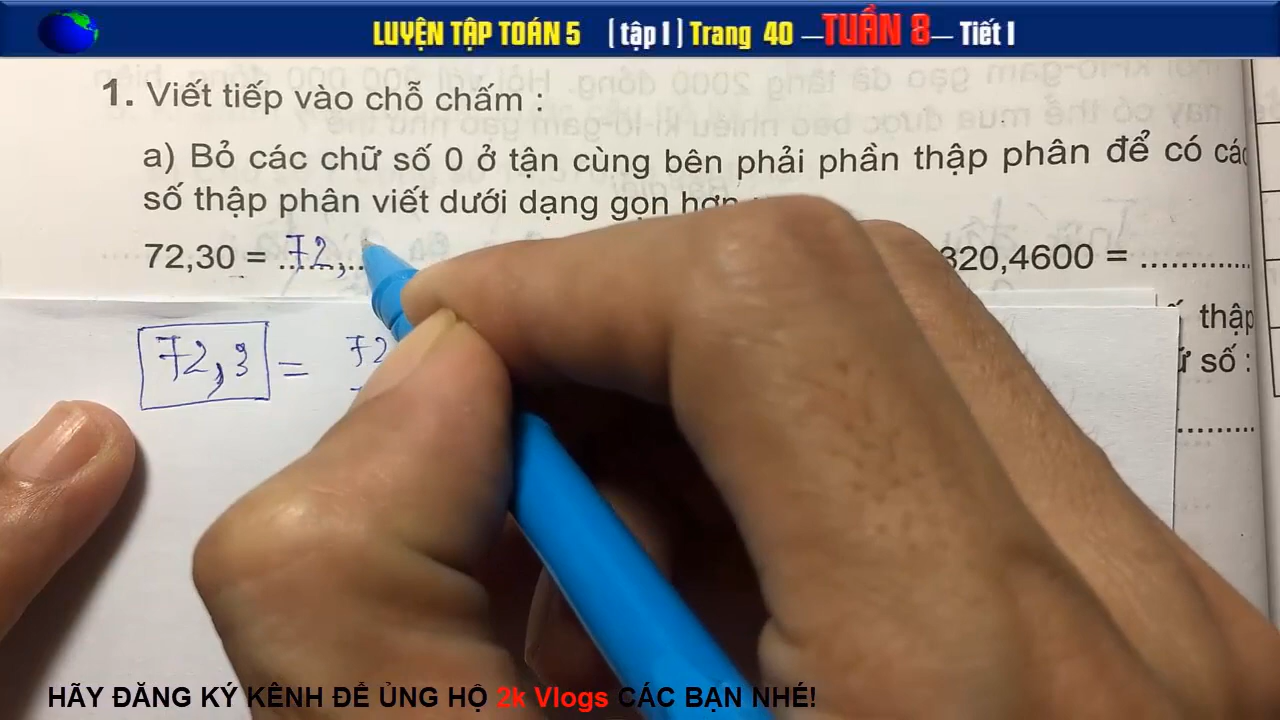 LUYỆN TẬP TOÁN 5 ( tập 1 ) Trang 40 —TUẦN 8— Tiết 1
1. Viết tiếp vào chỗ chấm :
a) Bỏ các chữ số 0 ở tận cùng bên phải phần thập phân để có các
số thập phân viết dưới dạng gọn hơn
72,30 = 72, 320,4600 = .............
thập
72,3 = 72
số :
HÃY ĐĂNG KÝ KÊNH ĐỂ ỦNG HỘ 2k Vlogs CÁC BẠN NHÉ!